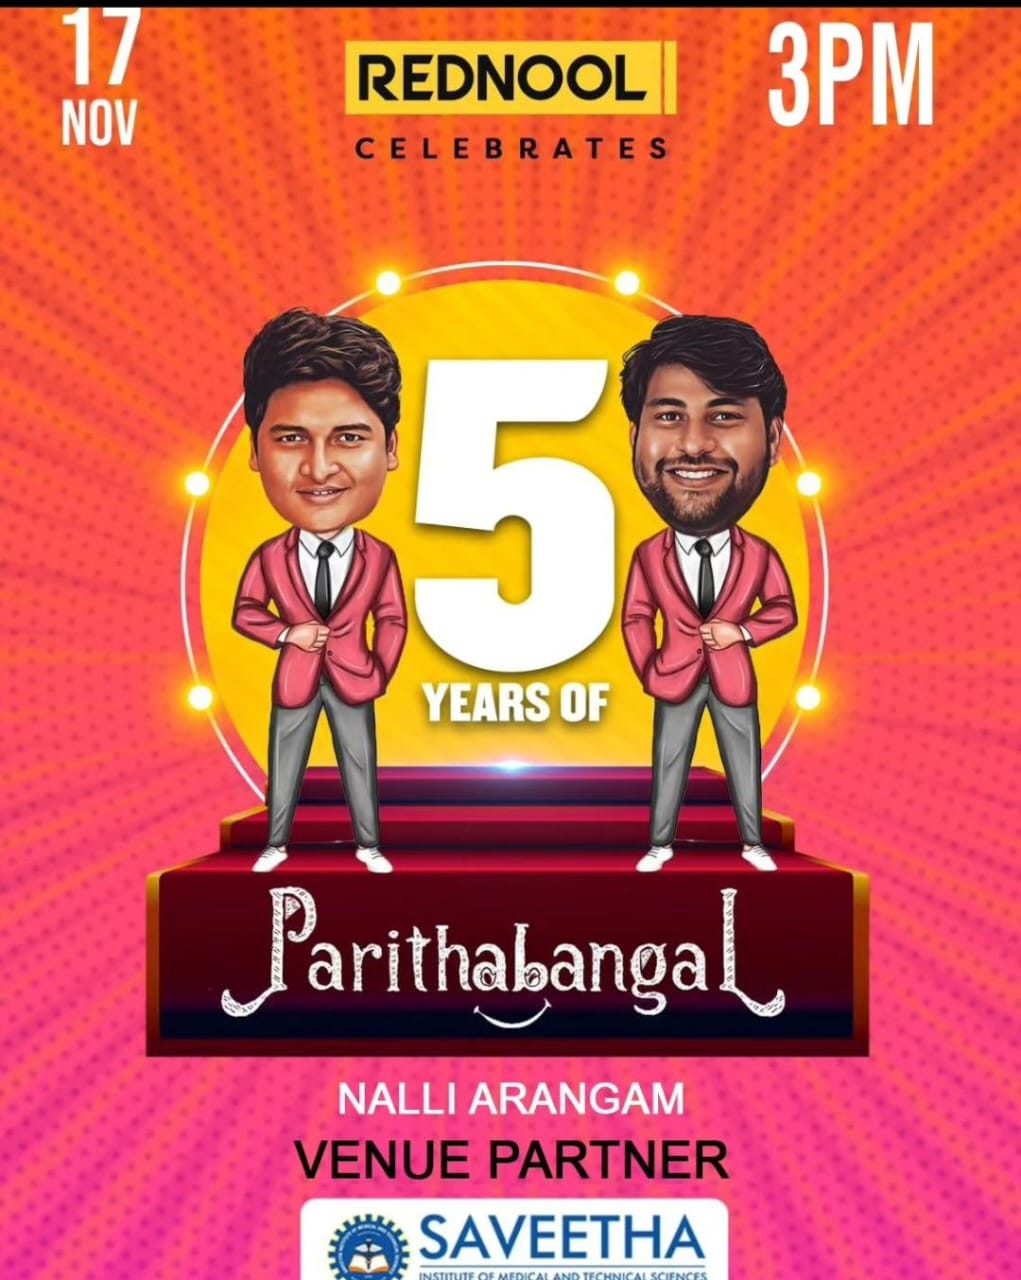 17
NOV
REDNOOL
CELEBRATES
3PM
5
YEARS OF
Parithabangal
NALLI ARANGAM
VENUE PARTNER
SAVEETHA
INSTITUTE OF MEDICAL AND TECHNICAL SCIENCES